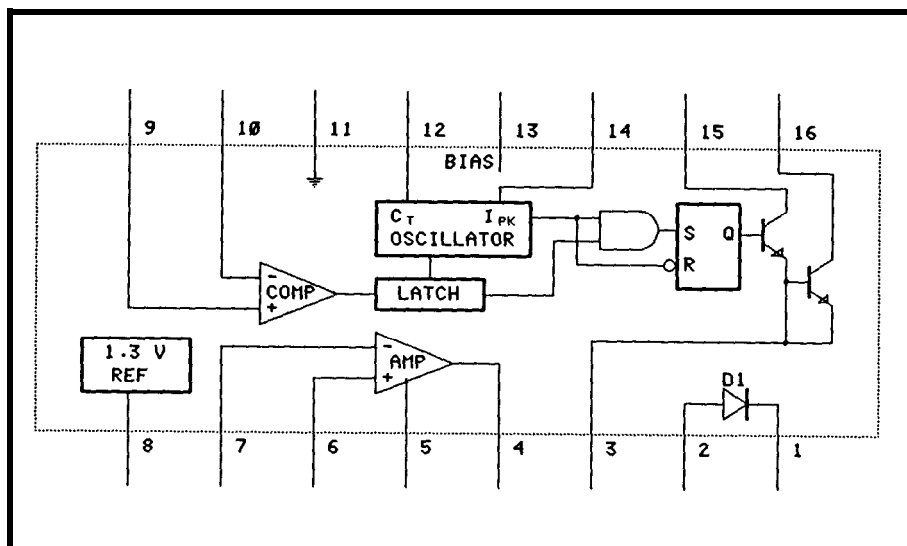 9 10 11 12 13 14 15 16
BIAS
CT IPK
OSCILLATOR
S Q
R
COMP
-
+
LATCH
1.3 V
REF
-
AMP
+
D1
8 7 6 5 4 3 2 1